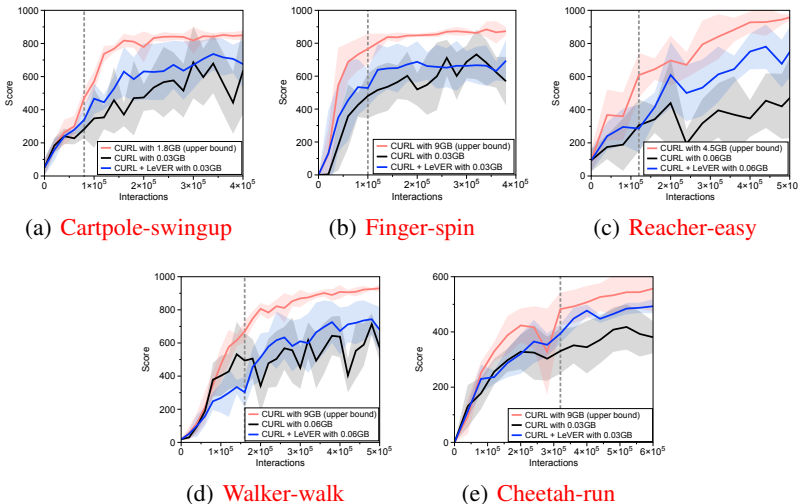 1000
800
600
400
200
0
Score
CURL with 1.8GB (upper bound)
CURL with 0.03GB
CURL + LeVER with 0.03GB
0 1×10⁵ 2×10⁵ 3×10⁵ 4×10⁵
Interactions
(a) Cartpole-swingup
1000
800
600
400
200
0
Score
CURL with 9GB (upper bound)
CURL with 0.03GB
CURL + LeVER with 0.03GB
0 1×10⁵ 2×10⁵ 3×10⁵ 4×10⁵
Interactions
(b) Finger-spin
1000
800
600
400
200
0
Score
CURL with 4.5GB (upper bound)
CURL with 0.06GB
CURL + LeVER with 0.06GB
0 1×10⁵ 2×10⁵ 3×10⁵ 4×10⁵ 5×10
Interactions
(c) Reacher-easy
1000
800
600
400
200
0
Score
CURL with 9GB (upper bound)
CURL with 0.06GB
CURL + LeVER with 0.06GB
0 1×10⁵ 2×10⁵ 3×10⁵ 4×10⁵ 5×10⁵
Interactions
(d) Walker-walk
600
400
200
0
Score
CURL with 9GB (upper bound)
CURL with 0.03GB
CURL + LeVER with 0.03GB
0 1×10⁵ 2×10⁵ 3×10⁵ 4×10⁵ 5×10⁵ 6×10⁵
Interactions
(e) Cheetah-run